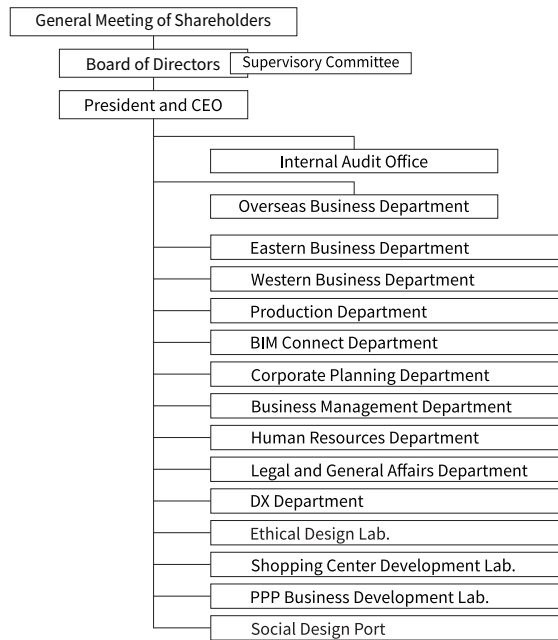 General Meeting of Shareholders
Board of Directors
Supervisory Committee
President and CEO
Internal Audit Office
Overseas Business Department
Eastern Business Department
Western Business Department
Production Department
BIM Connect Department
Corporate Planning Department
Business Management Department
Human Resources Department
Legal and General Affairs Department
DX Department
Ethical Design Lab.
Shopping Center Development Lab.
PPP Business Development Lab.
Social Design Port